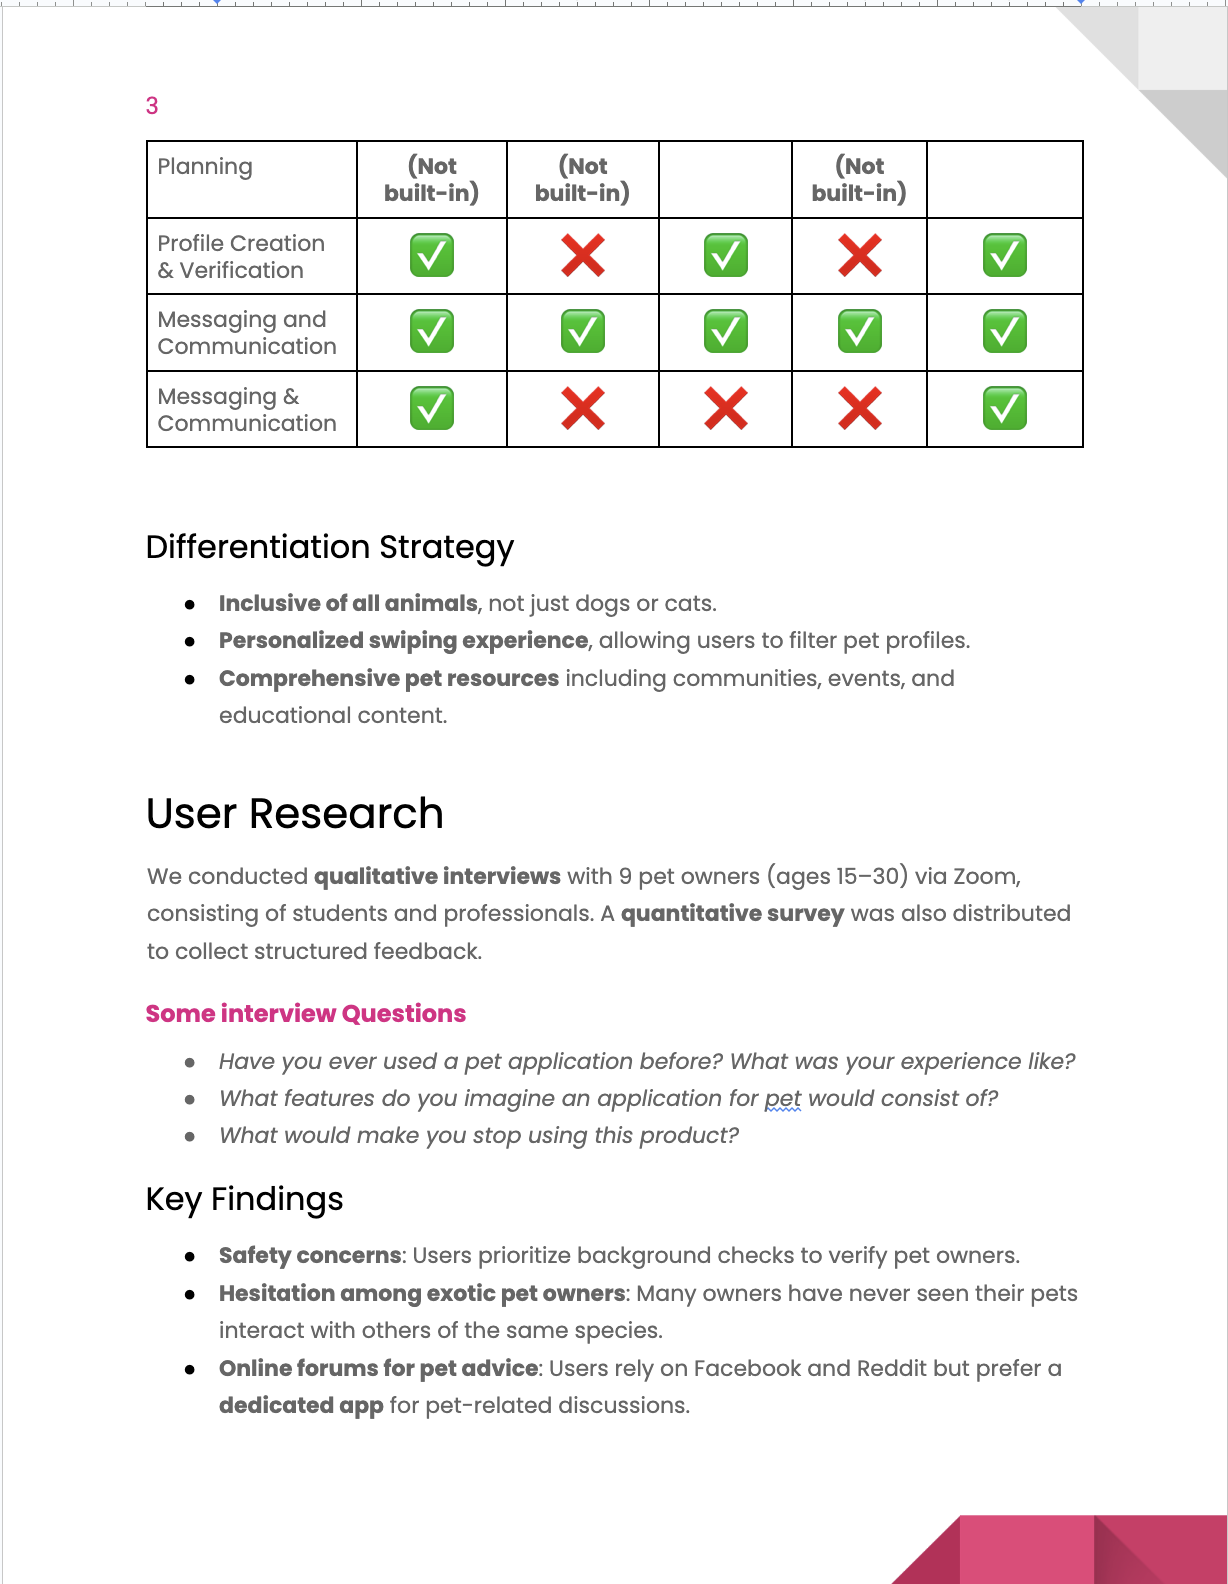 3
Planning (Not built-in) (Not built-in) (Not built-in)
Profile Creation & Verification ✅ ❌ ✅ ❌ ✅
Messaging and Communication ✅ ✅ ✅ ✅ ✅
Messaging & Communication ✅ ❌ ❌ ❌ ✅
Differentiation Strategy
● Inclusive of all animals, not just dogs or cats.
● Personalized swiping experience, allowing users to filter pet profiles.
● Comprehensive pet resources including communities, events, and
educational content.
User Research
We conducted qualitative interviews with 9 pet owners (ages 15–30) via Zoom,
consisting of students and professionals. A quantitative survey was also distributed
to collect structured feedback.
Some interview Questions
● Have you ever used a pet application before? What was your experience like?
● What features do you imagine an application for pet would consist of?
● What would make you stop using this product?
Key Findings
● Safety concerns: Users prioritize background checks to verify pet owners.
● Hesitation among exotic pet owners: Many owners have never seen their pets
interact with others of the same species.
● Online forums for pet advice: Users rely on Facebook and Reddit but prefer a
dedicated app for pet-related discussions.